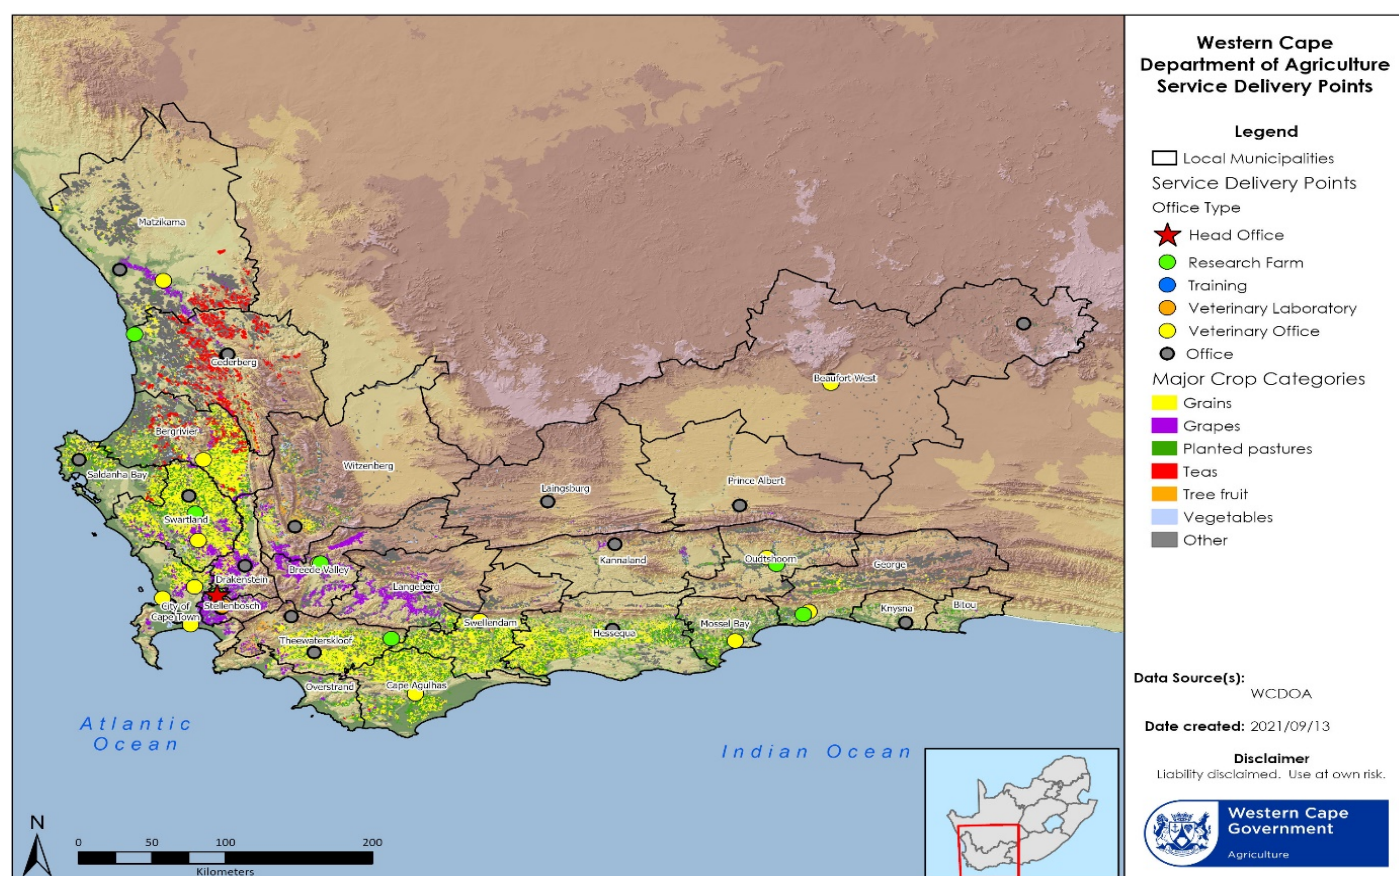 Western Cape
Department of Agriculture
Service Delivery Points
Legend
Local Municipalities
Service Delivery Points
Office Type
Head Office
Research Farm
Training
Veterinary Laboratory
Veterinary Office
Office
Major Crop Categories
Grains
Grapes
Planted pastures
Teas
Tree fruit
Vegetables
Other
Data Source(s):
WCDOA
Date created: 2021/09/13
Disclaimer
Liability disclaimed. Use at own risk.
Western Cape
Government
Agriculture
Matzikama
Cederberg
Beaufort West
Bergrivier
Witzenberg
Saldanha Bay
Laingsburg
Prince Albert
Swartland
Kannaland
Oudtshoorn
George
Breede Valley
Drakenstein
Langeberg
Stellenbosch
City of
Cape Town
Knysna
Bitou
Swellendam
Mossel Bay
Hessequa
Theewaterskloof
Overstrand
Cape Agulhas
Atlantic
Ocean
Indian Ocean
N
0 50 100 200
Kilometers